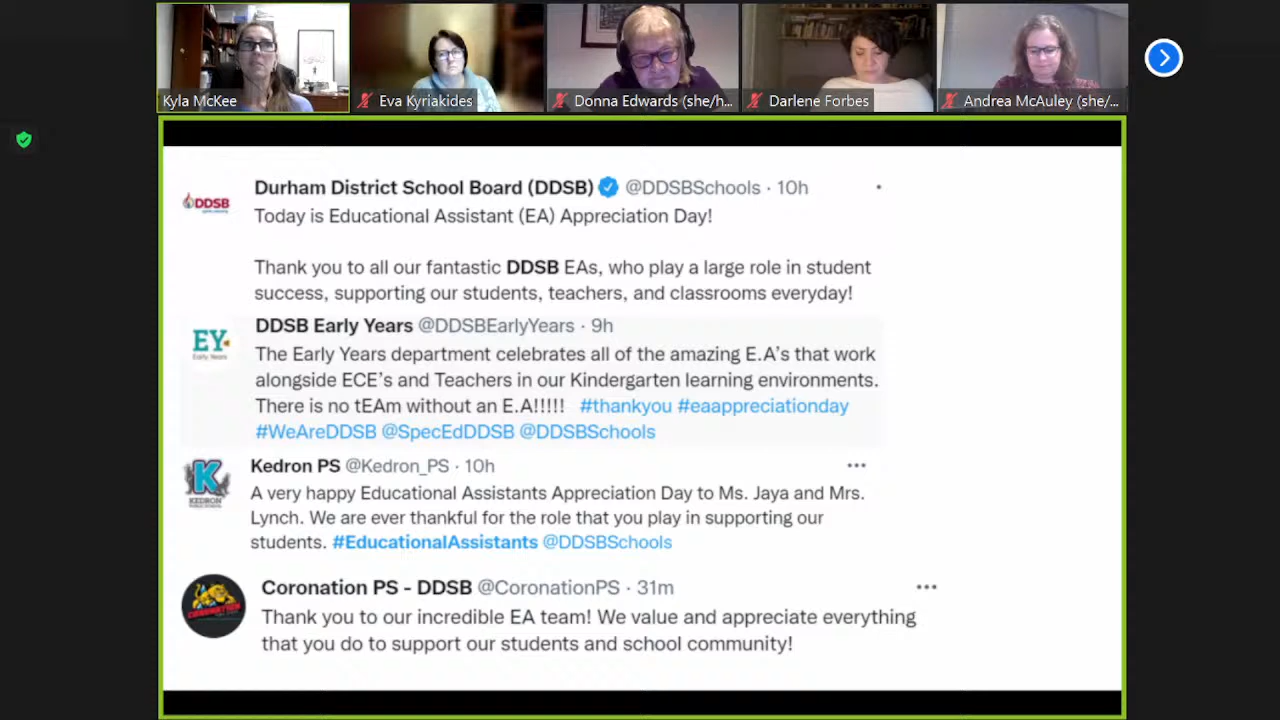 Kyla McKee
Eva Kyriakides
Donna Edwards (she/h...
Darlene Forbes
Andrea McAuley (she/...
DDSB
Durham District School Board (DDSB) @DDSBSchools · 10h
Today is Educational Assistant (EA) Appreciation Day!
Thank you to all our fantastic DDSB EAs, who play a large role in student
success, supporting our students, teachers, and classrooms everyday!
EY
Early Years
DDSB Early Years @DDSBEarlyYears · 9h
The Early Years department celebrates all of the amazing E.A's that work
alongside ECE's and Teachers in our Kindergarten learning environments.
There is no tEAm without an E.A!!!!! #thankyou #eaappreciationday
#WeAreDDSB @SpecEdDDSB @DDSBSchools
K
KEDRON
Kedron PS @Kedron_PS · 10h
A very happy Educational Assistants Appreciation Day to Ms. Jaya and Mrs.
Lynch. We are ever thankful for the role that you play in supporting our
students. #EducationalAssistants @DDSBSchools
CORONATION
Coronation PS - DDSB @CoronationPS · 31m
Thank you to our incredible EA team! We value and appreciate everything
that you do to support our students and school community!